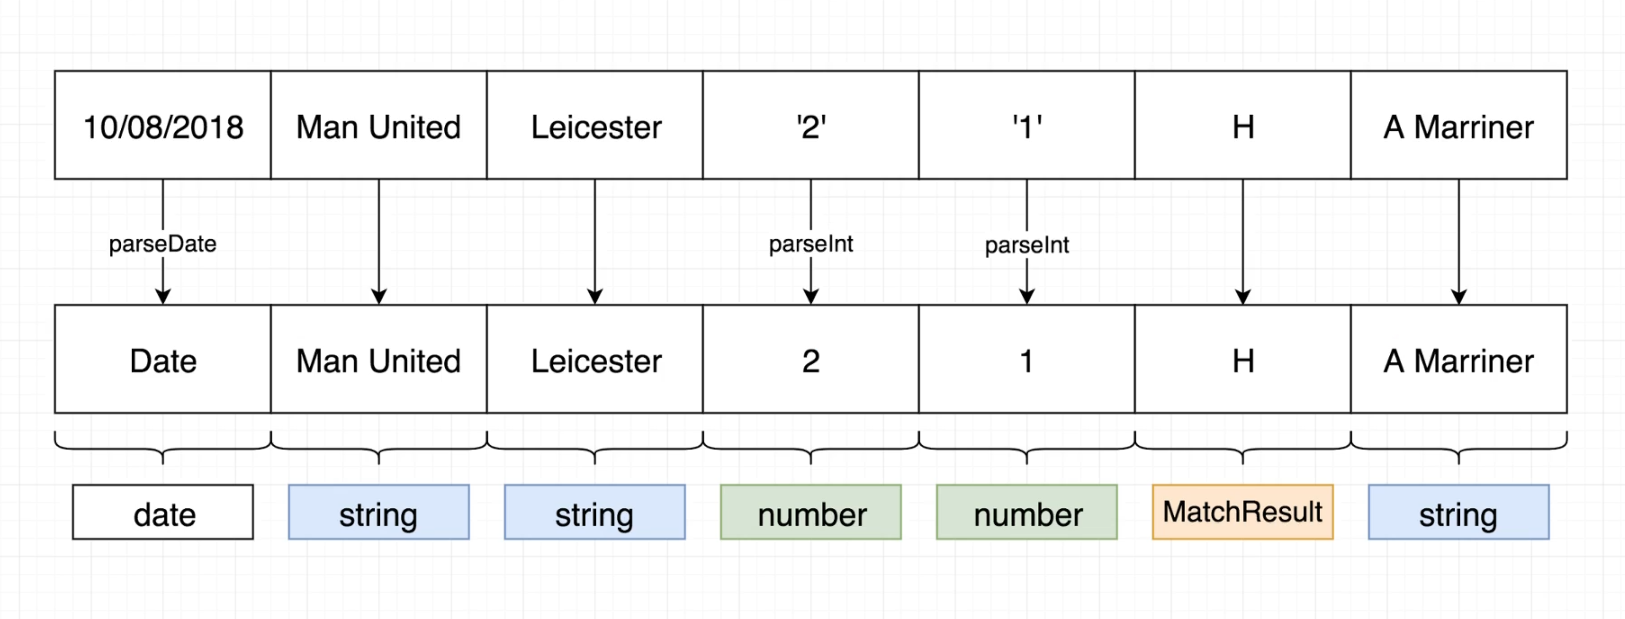 10/08/2018 Man United Leicester '2' '1' H A Marriner
parseDate parseInt parseInt
Date Man United Leicester 2 1 H A Marriner
date string string number number MatchResult string